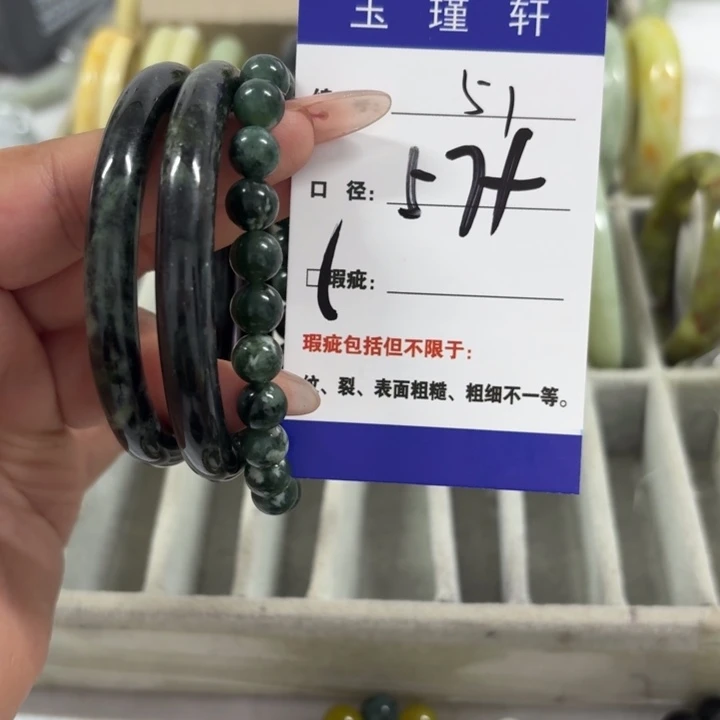 玉瑾轩
51
口 径: 57
□瑕疵:
瑕疵包括但不限于:
纹、裂、表面粗糙、粗细不一等。